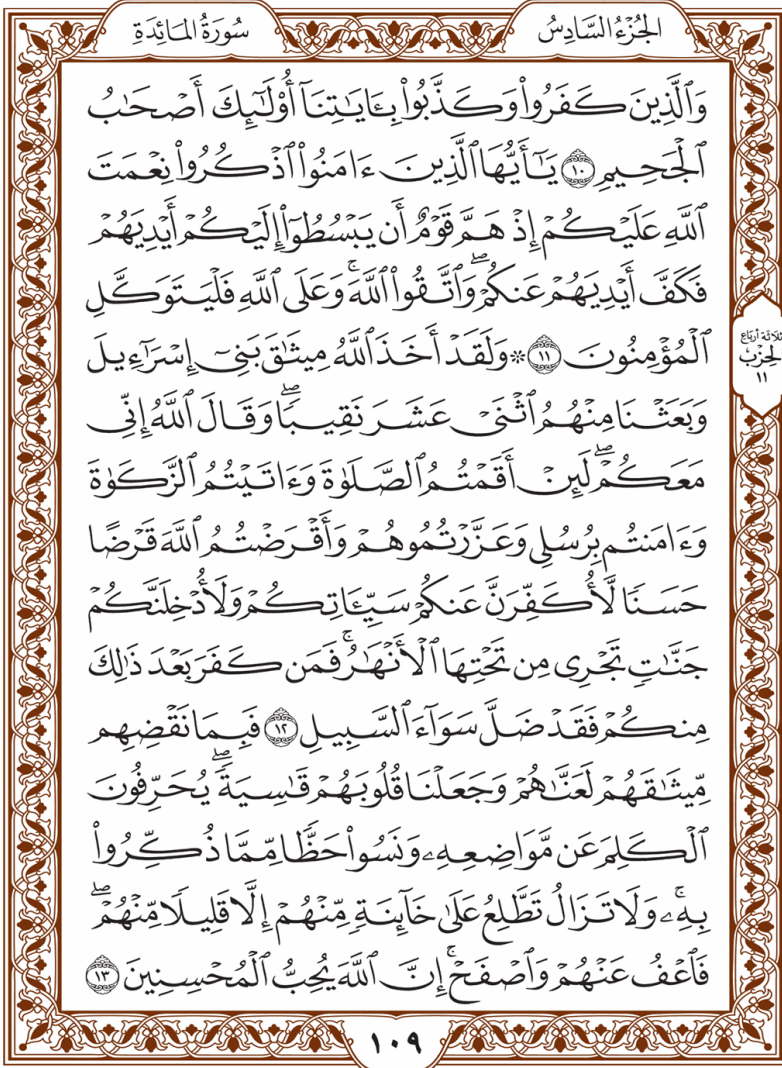 الجُزْءُ السَّادِسُ
سُورَةُ المَائِدَةِ
وَٱلَّذِينَ كَفَرُواْ وَكَذَّبُواْ بِـَٔايَٰتِنَآ أُوْلَٰٓئِكَ أَصۡحَٰبُ
ٱلۡجَحِيمِ ١٠ يَٰٓأَيُّهَا ٱلَّذِينَ ءَامَنُواْ ٱذۡكُرُواْ نِعۡمَتَ
ٱللَّهِ عَلَيۡكُمۡ إِذۡ هَمَّ قَوۡمٌ أَن يَبۡسُطُوٓاْ إِلَيۡكُمۡ أَيۡدِيَهُمۡ
فَكَفَّ أَيۡدِيَهُمۡ عَنكُمۡۖ وَٱتَّقُواْ ٱللَّهَۚ وَعَلَى ٱللَّهِ فَلۡيَتَوَكَّلِ
ٱلۡمُؤۡمِنُونَ ١١ ۞ وَلَقَدۡ أَخَذَ ٱللَّهُ مِيثَٰقَ بَنِيٓ إِسۡرَٰٓءِيلَ
وَبَعَثۡنَا مِنۡهُمُ ٱثۡنَيۡ عَشَرَ نَقِيبٗاۖ وَقَالَ ٱللَّهُ إِنِّي
مَعَكُمۡۖ لَئِنۡ أَقَمۡتُمُ ٱلصَّلَوٰةَ وَءَاتَيۡتُمُ ٱلزَّكَوٰةَ
وَءَامَنتُم بِرُسُلِي وَعَزَّرۡتُمُوهُمۡ وَأَقۡرَضۡتُمُ ٱللَّهَ قَرۡضًا
حَسَنٗا لَّأُكَفِّرَنَّ عَنكُمۡ سَيِّـَٔاتِكُمۡ وَلَأُدۡخِلَنَّكُمۡ
جَنَّٰتٖ تَجۡرِي مِن تَحۡتِهَا ٱلۡأَنۡهَٰرُۚ فَمَن كَفَرَ بَعۡدَ ذَٰلِكَ
مِنكُمۡ فَقَدۡ ضَلَّ سَوَآءَ ٱلسَّبِيلِ ١٢ فَبِمَا نَقۡضِهِم
مِّيثَٰقَهُمۡ لَعَنَّٰهُمۡ وَجَعَلۡنَا قُلُوبَهُمۡ قَٰسِيَةٗۖ يُحَرِّفُونَ
ٱلۡكَلِمَ عَن مَّوَاضِعِهِۦ وَنَسُواْ حَظّٗا مِّمَّا ذُكِّرُواْ
بِهِۦۚ وَلَا تَزَالُ تَطَّلِعُ عَلَىٰ خَآئِنَةٖ مِّنۡهُمۡ إِلَّا قَلِيلٗا مِّنۡهُمۡۖ
فَٱعۡفُ عَنۡهُمۡ وَٱصۡفَحۡۚ إِنَّ ٱللَّهَ يُحِبُّ ٱلۡمُحۡسِنِينَ ١٣
ثلاثة أرباع
الحزب
١١
١٠٩